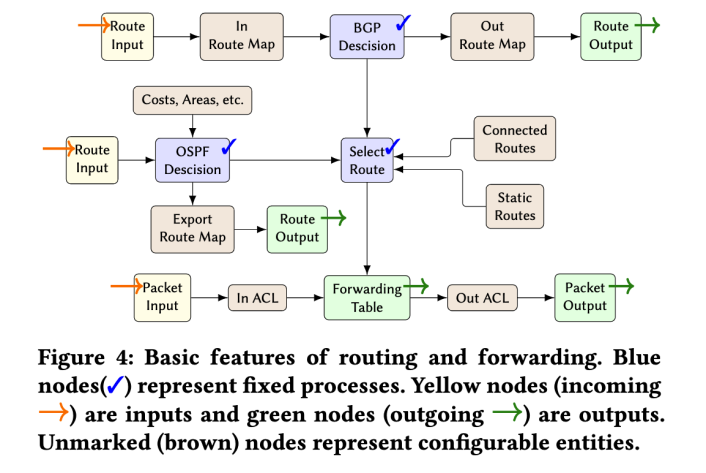 Route
Input
In
Route Map
BGP
Descision
Out
Route Map
Route
Output
Costs, Areas, etc.
Route
Input
OSPF
Descision
Select
Route
Connected
Routes
Static
Routes
Export
Route Map
Route
Output
Packet
Input
In ACL
Forwarding
Table
Out ACL
Packet
Output
Figure 4: Basic features of routing and forwarding. Blue
nodes(✓) represent fixed processes. Yellow nodes (incoming
→) are inputs and green nodes (outgoing →) are outputs.
Unmarked (brown) nodes represent configurable entities.